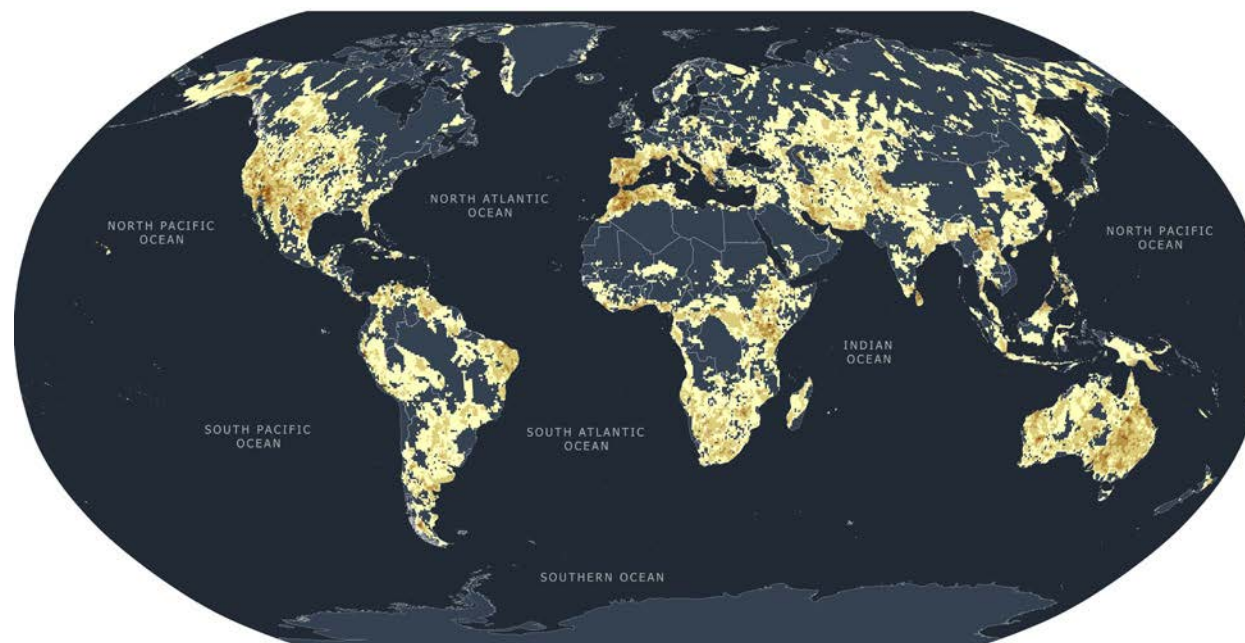 NORTH ATLANTIC
OCEAN
NORTH PACIFIC
OCEAN
NORTH PACIFIC
OCEAN
INDIAN
OCEAN
SOUTH PACIFIC
OCEAN
SOUTH ATLANTIC
OCEAN
SOUTHERN OCEAN